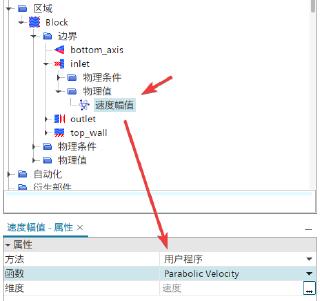 区域
Block
边界
bottom_axis
inlet
物理条件
物理值
速度幅值
outlet
top_wall
物理条件
物理值
自动化
衍生部件
速度幅值 - 属性 ×
属性
方法 用户程序
函数 Parabolic Velocity
维度 速度 ...